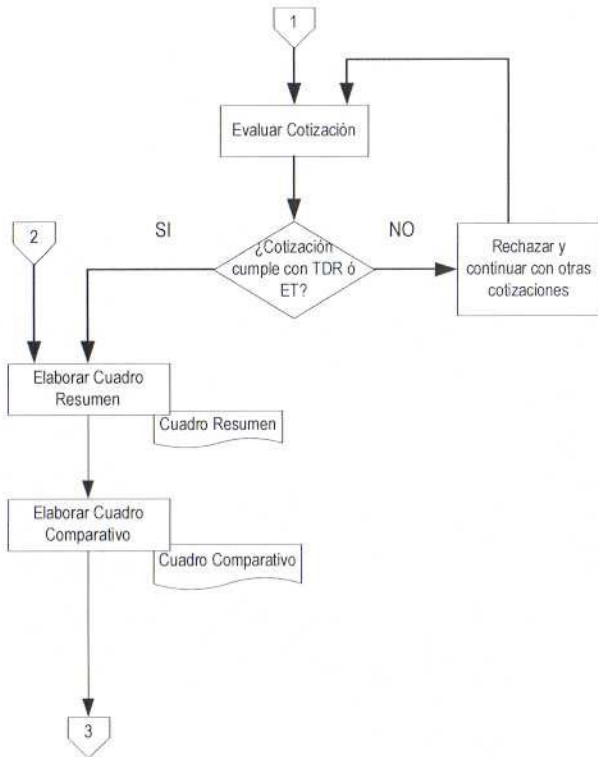 1
Evaluar Cotización
SI
NO
2
¿Cotización
cumple con TDR ó
ET?
Rechazar y
continuar con otras
cotizaciones
Elaborar Cuadro
Resumen
Cuadro Resumen
Elaborar Cuadro
Comparativo
Cuadro Comparativo
3